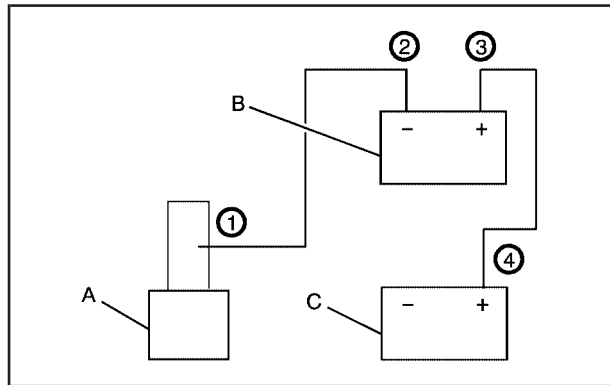 ② ③
B
− +
①
④
A
C
− +